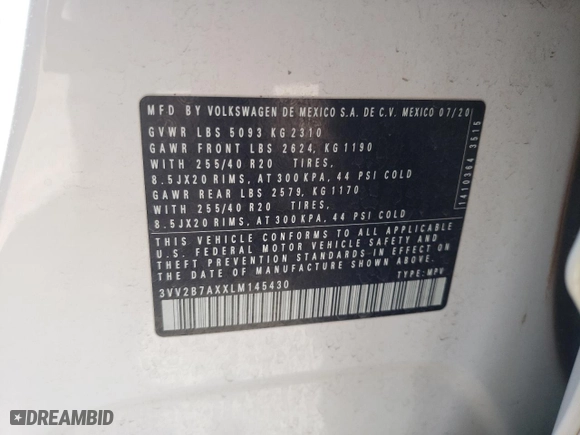 MFD BY VOLKSWAGEN DE MEXICO S.A. DE C.V. MEXICO 07/20
GVWR LBS 5093 KG 2310
GAWR FRONT LBS 2624, KG 1190
WITH 255/40 R20 TIRES,
8.5JX20 RIMS, AT 300 KPA, 44 PSI COLD
GAWR REAR LBS 2579, KG 1170
WITH 255/40 R20 TIRES,
8.5JX20 RIMS, AT 300 KPA, 44 PSI COLD
THIS VEHICLE CONFORMS TO ALL APPLICABLE
U.S. FEDERAL MOTOR VEHICLE SAFETY AND
THEFT PREVENTION STANDARDS IN EFFECT ON
THE DATE OF MANUFACTURE SHOWN ABOVE.
3VV2B7AXXLM145430 TYPE: MPV
1410364 3515
DREAMBID